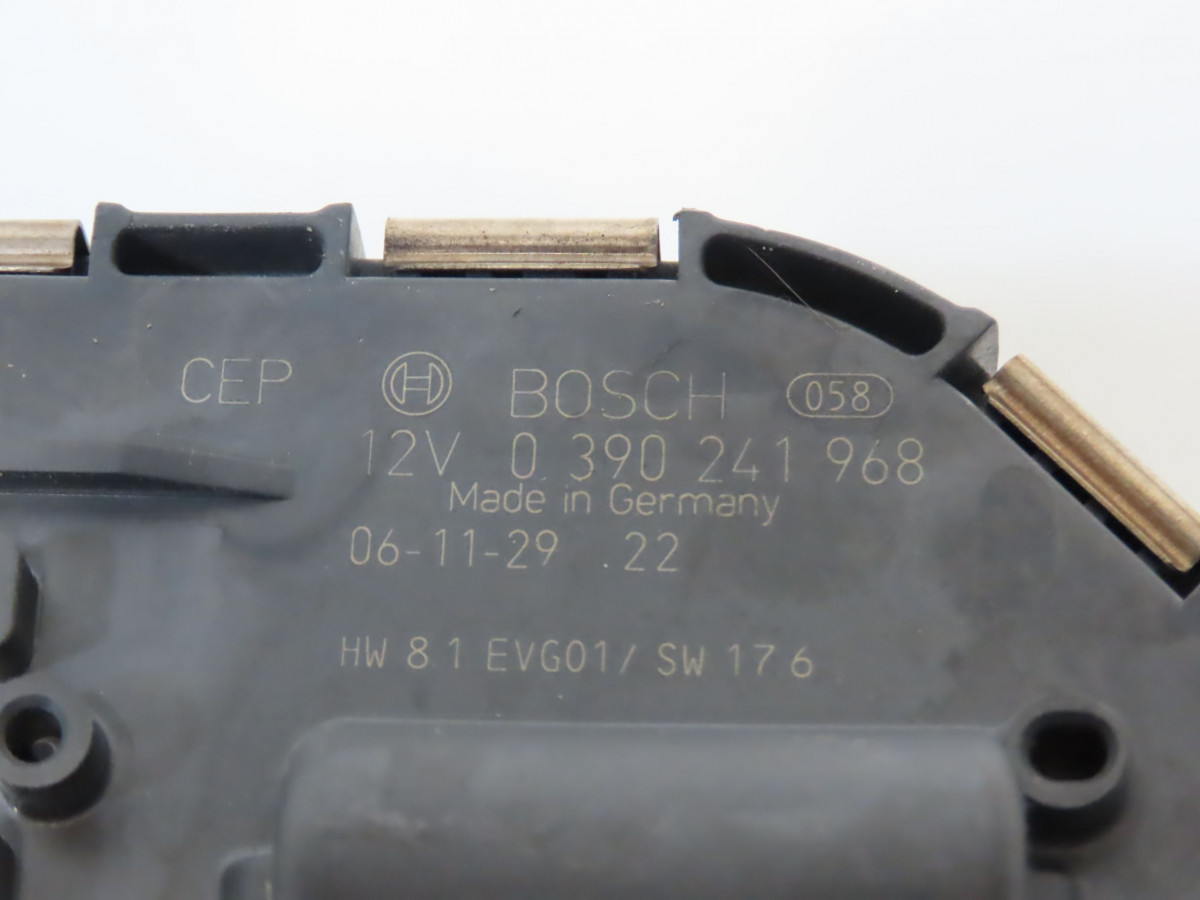 CEP BOSCH 058
12V 0 390 241 968
Made in Germany
06-11-29 .22
HW 8 1 EVG01/ SW 17 6